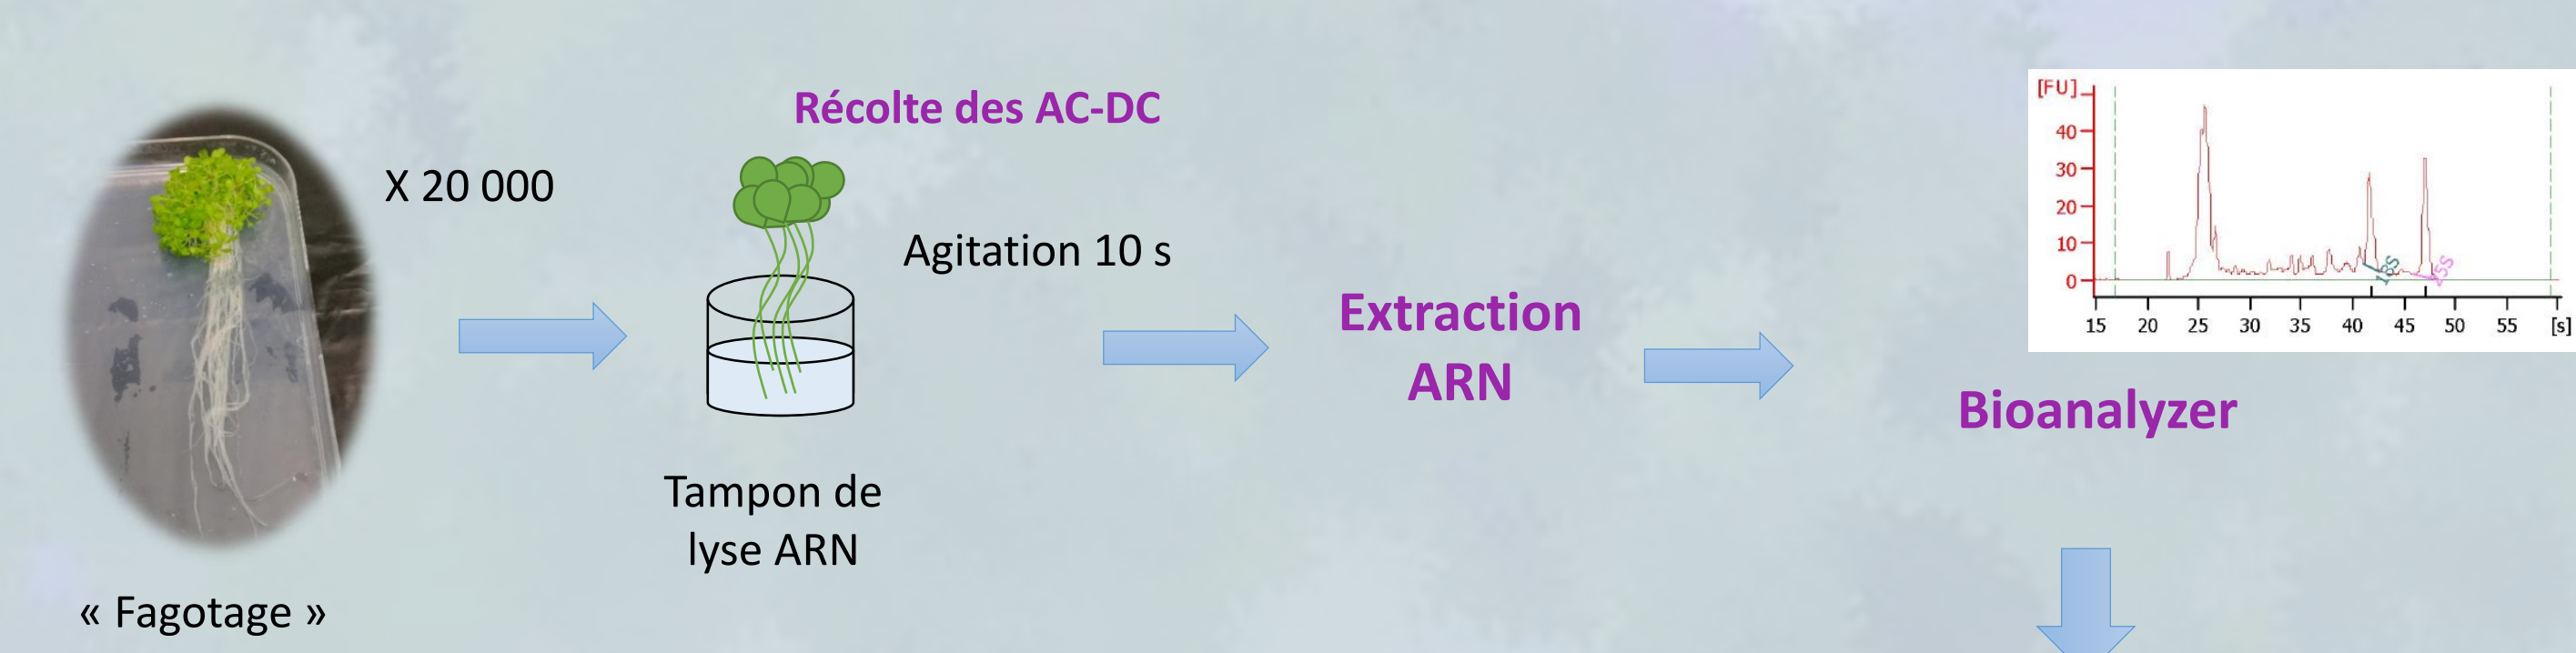 Récolte des AC-DC
X 20 000
Agitation 10 s
Tampon de
lyse ARN
« Fagotage »
Extraction
ARN
[FU]
40
30
20
10
0
18S
25S
15 20 25 30 35 40 45 50 55 [s]
Bioanalyzer